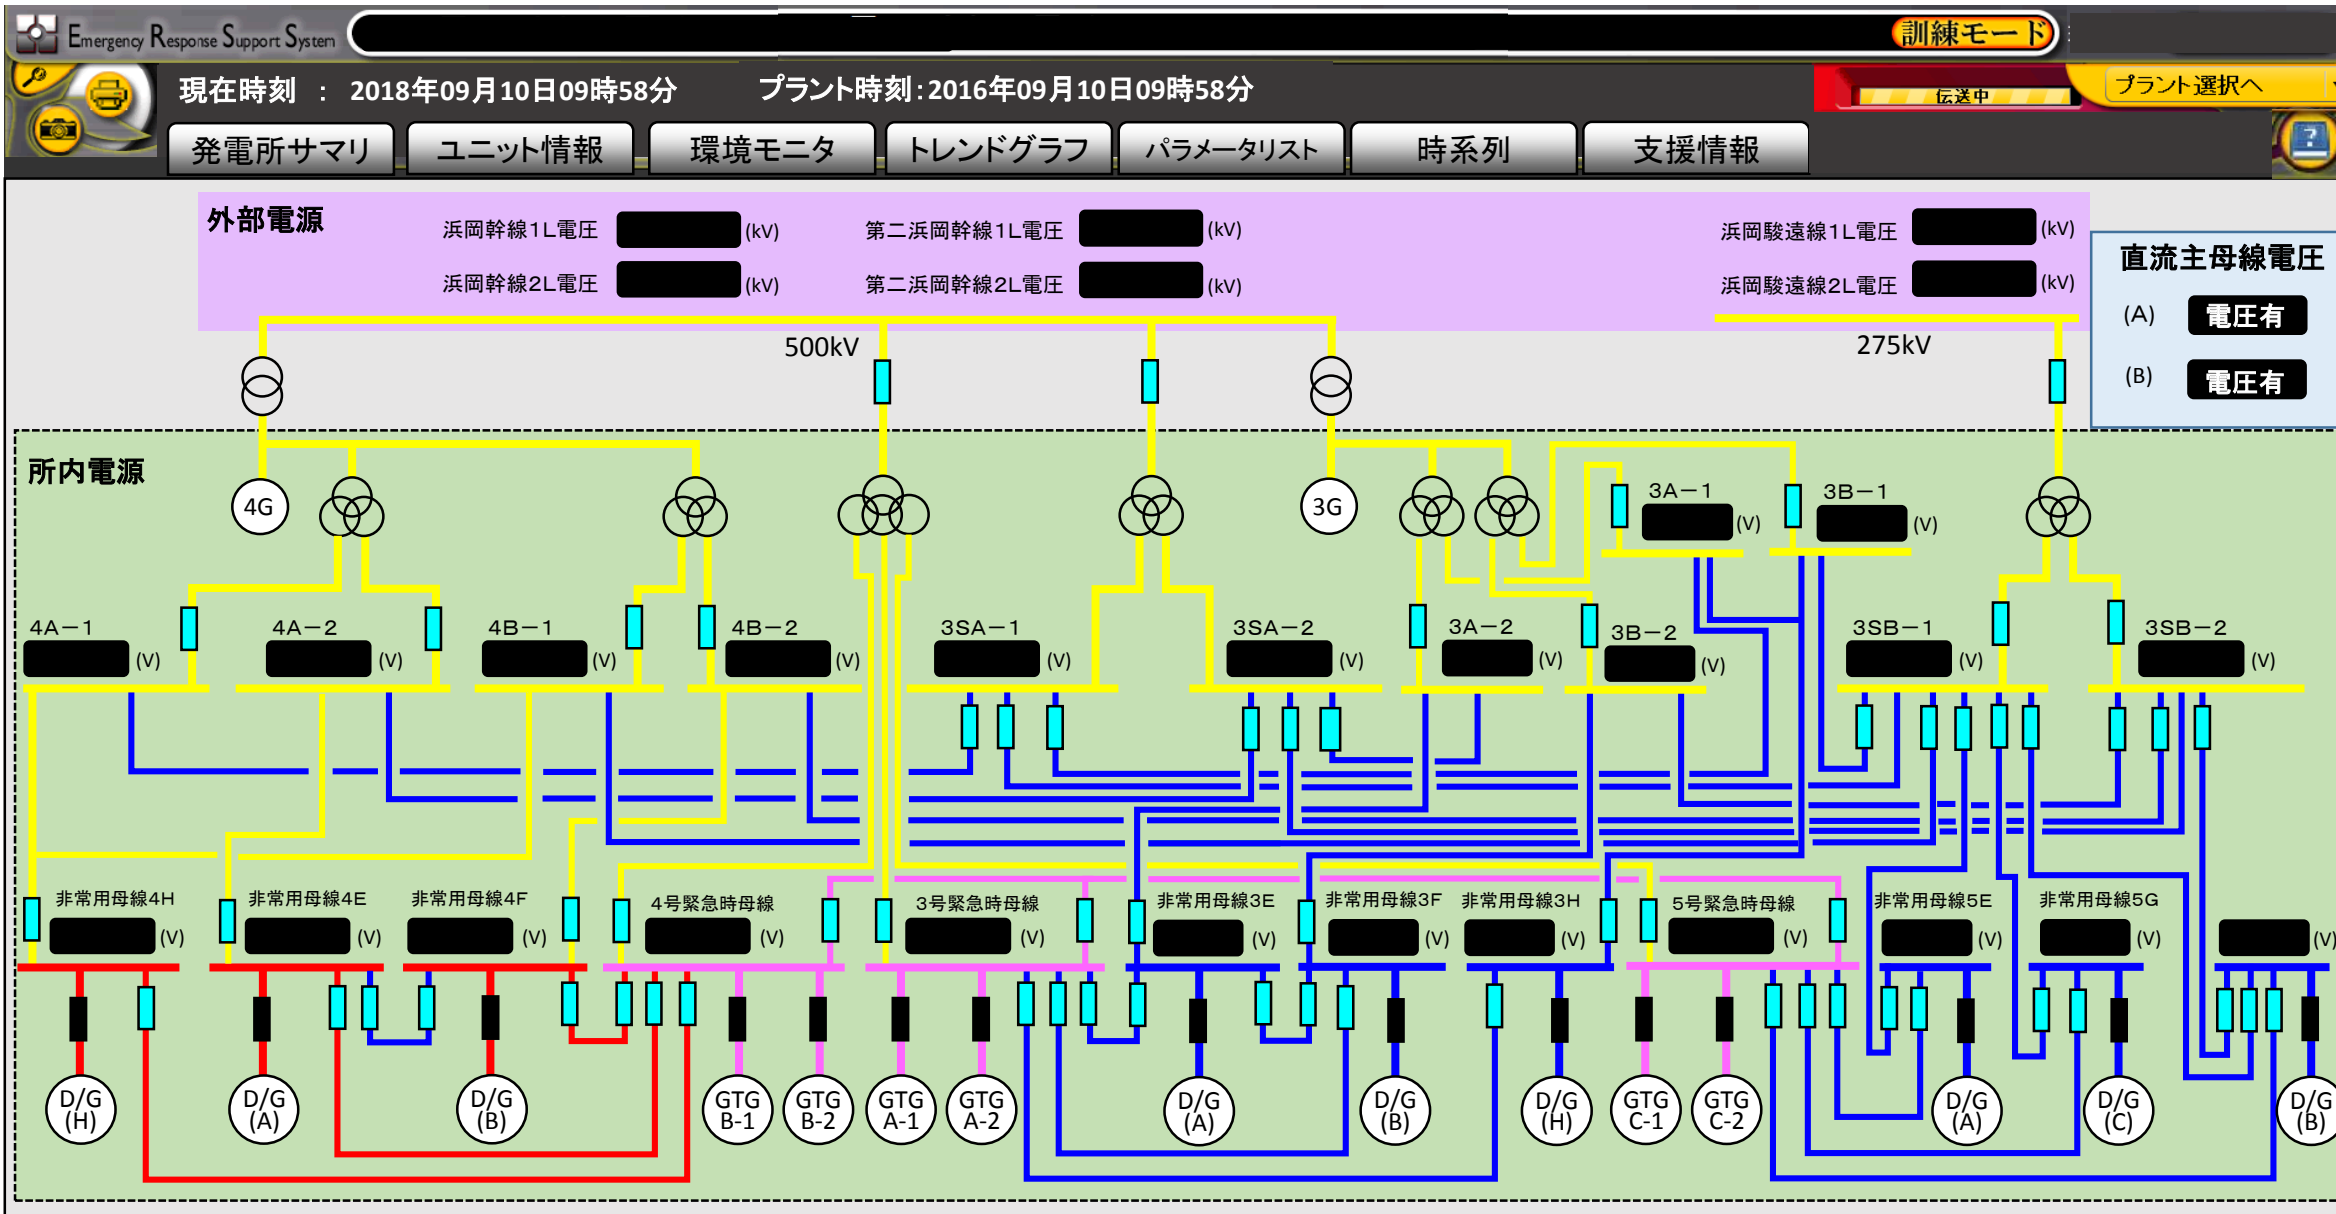 Emergency Response Support System
訓練モード
現在時刻 : 2018年09月10日09時58分
プラント時刻:2016年09月10日09時58分
伝送中
プラント選択へ
発電所サマリ
ユニット情報
環境モニタ
トレンドグラフ
パラメータリスト
時系列
支援情報
?
外部電源
浜岡幹線1L電圧 (kV)
第二浜岡幹線1L電圧 (kV)
浜岡駿遠線1L電圧 (kV)
浜岡幹線2L電圧 (kV)
第二浜岡幹線2L電圧 (kV)
浜岡駿遠線2L電圧 (kV)
直流主母線電圧
(A) 電圧有
(B) 電圧有
500kV
275kV
所内電源
4G
3G
3A-1 (V)
3B-1 (V)
4A-1 (V)
4A-2 (V)
4B-1 (V)
4B-2 (V)
3SA-1 (V)
3SA-2 (V)
3A-2 (V)
3B-2 (V)
3SB-1 (V)
3SB-2 (V)
非常用母線4H (V)
非常用母線4E (V)
非常用母線4F (V)
4号緊急時母線 (V)
3号緊急時母線 (V)
非常用母線3E (V)
非常用母線3F (V)
非常用母線3H (V)
5号緊急時母線 (V)
非常用母線5E (V)
非常用母線5G (V)
(V)
D/G
(H)
D/G
(A)
D/G
(B)
GTG
B-1
GTG
B-2
GTG
A-1
GTG
A-2
D/G
(A)
D/G
(B)
D/G
(H)
GTG
C-1
GTG
C-2
D/G
(A)
D/G
(C)
D/G
(B)